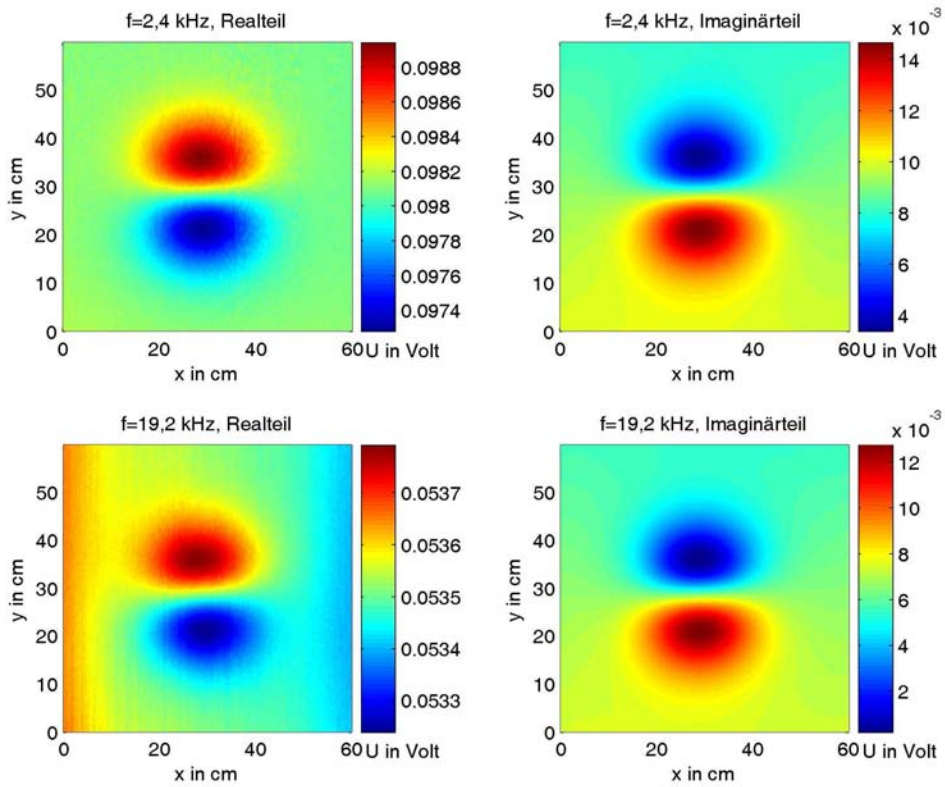 f=2,4 kHz, Realteil
y in cm
50
40
30
20
10
0
0 20 40 60
x in cm
0.0988
0.0986
0.0984
0.0982
0.098
0.0978
0.0976
0.0974
U in Volt
f=2,4 kHz, Imaginärteil
x 10⁻³
y in cm
50
40
30
20
10
0
0 20 40 60
x in cm
14
12
10
8
6
4
U in Volt
f=19,2 kHz, Realteil
y in cm
50
40
30
20
10
0
0 20 40 60
x in cm
0.0537
0.0536
0.0535
0.0534
0.0533
U in Volt
f=19,2 kHz, Imaginärteil
x 10⁻³
y in cm
50
40
30
20
10
0
0 20 40 60
x in cm
12
10
8
6
4
2
U in Volt